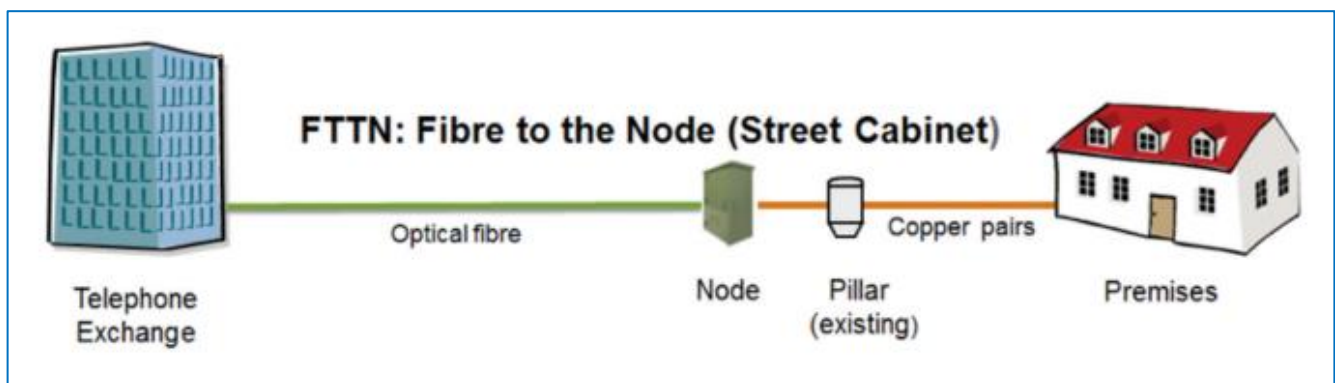 FTTN: Fibre to the Node (Street Cabinet)
Optical fibre
Copper pairs
Telephone
Exchange
Node
Pillar
(existing)
Premises